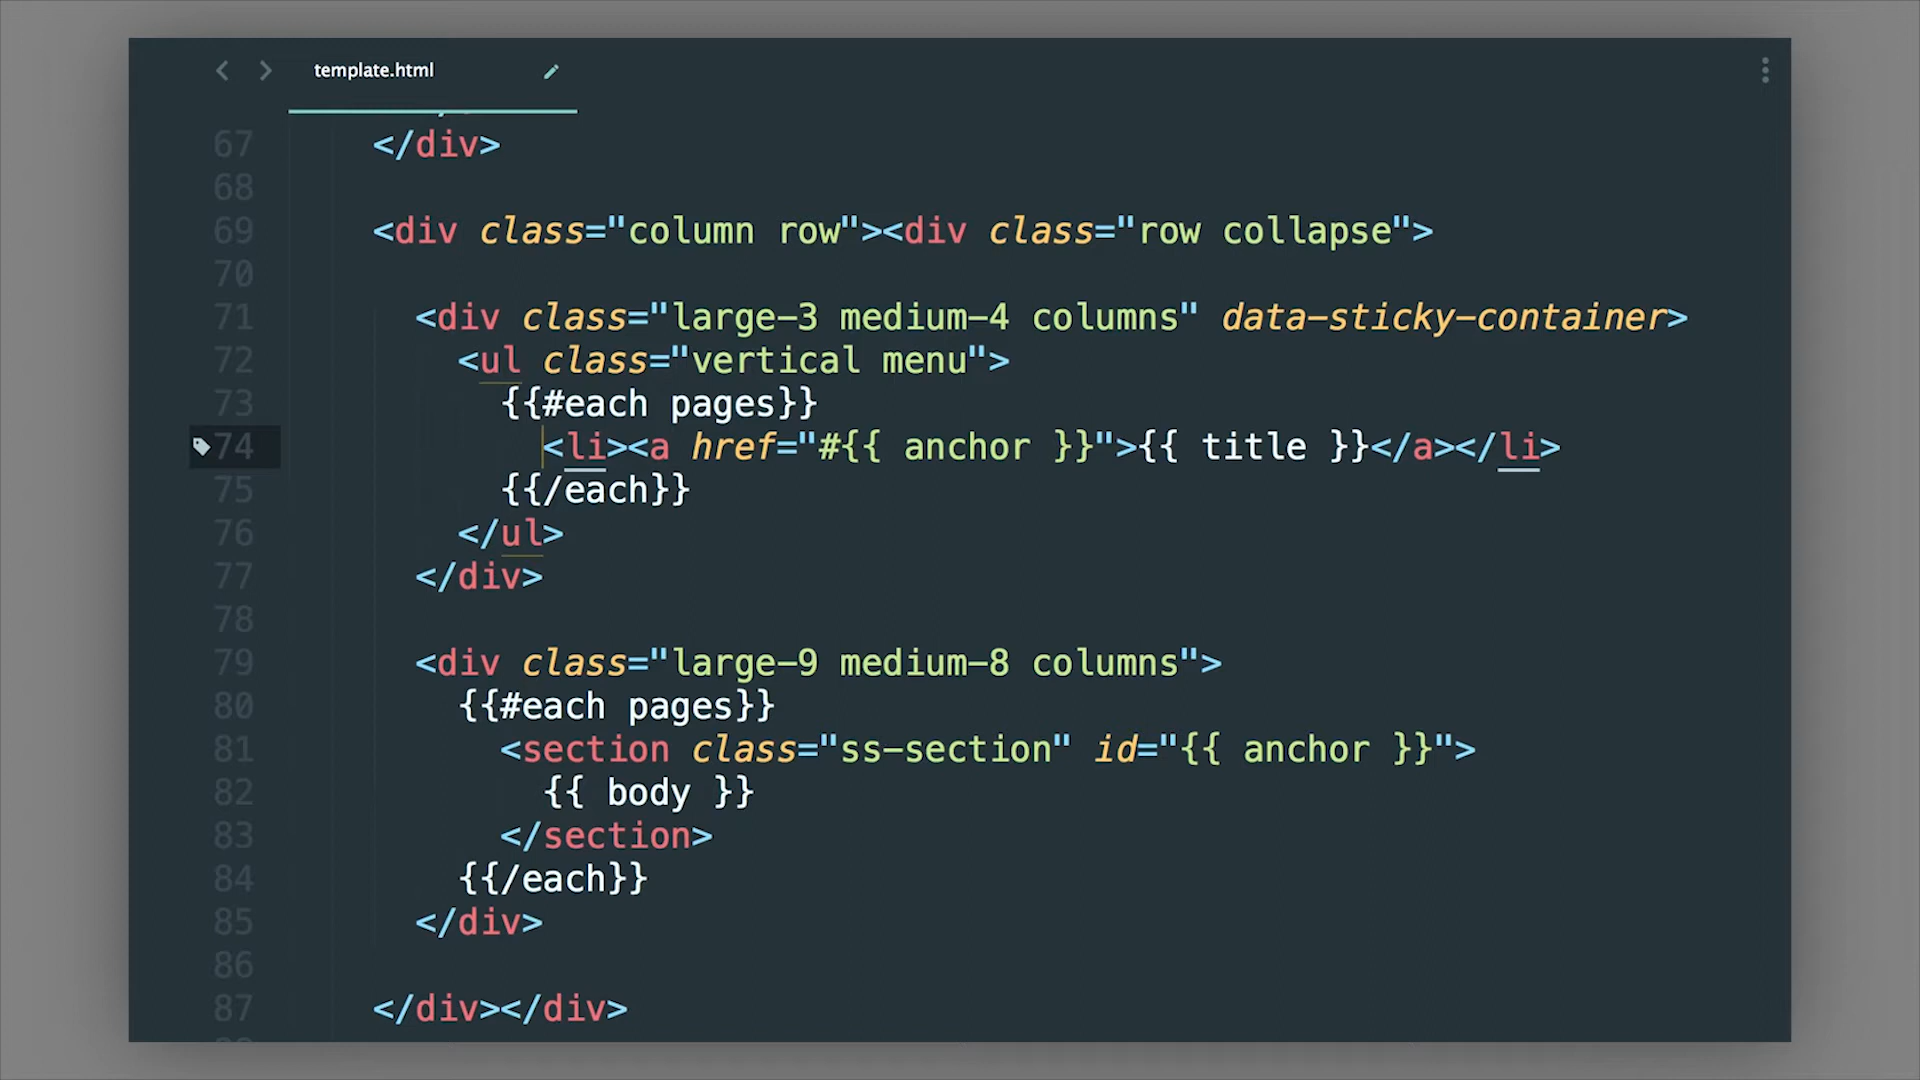 template.html
67 </div>
68
69 <div class="column row"><div class="row collapse">
70
71 <div class="large-3 medium-4 columns" data-sticky-container>
72 <ul class="vertical menu">
73 {{#each pages}}
74 <li><a href="#{{ anchor }}">{{ title }}</a></li>
75 {{/each}}
76 </ul>
77 </div>
78
79 <div class="large-9 medium-8 columns">
80 {{#each pages}}
81 <section class="ss-section" id="{{ anchor }}">
82 {{ body }}
83 </section>
84 {{/each}}
85 </div>
86
87 </div></div>